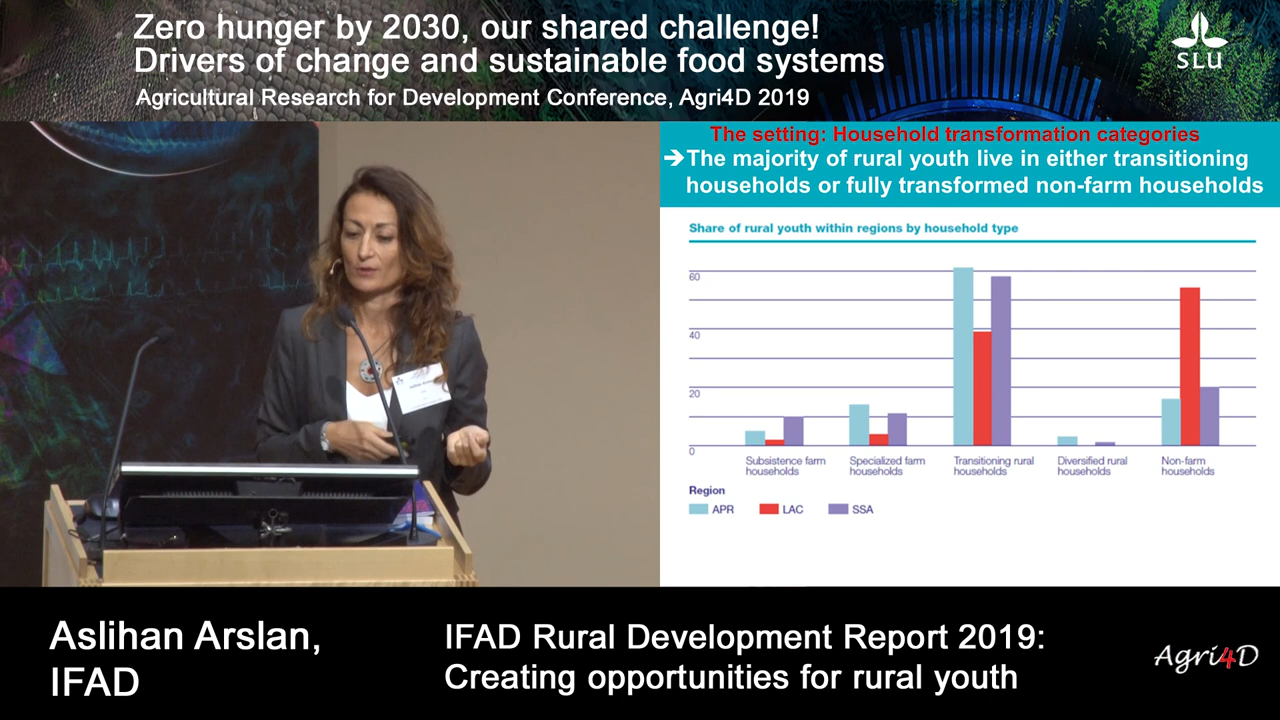 Zero hunger by 2030, our shared challenge!
Drivers of change and sustainable food systems
Agricultural Research for Development Conference, Agri4D 2019
SLU
The setting: Household transformation categories
➔The majority of rural youth live in either transitioning
households or fully transformed non-farm households
Share of rural youth within regions by household type
60
40
20
0
Subsistence farm
households
Specialized farm
households
Transitioning rural
households
Diversified rural
households
Non-farm
households
Region
APR LAC SSA
Aslihan Arslan,
IFAD
IFAD Rural Development Report 2019:
Creating opportunities for rural youth
Agri4D